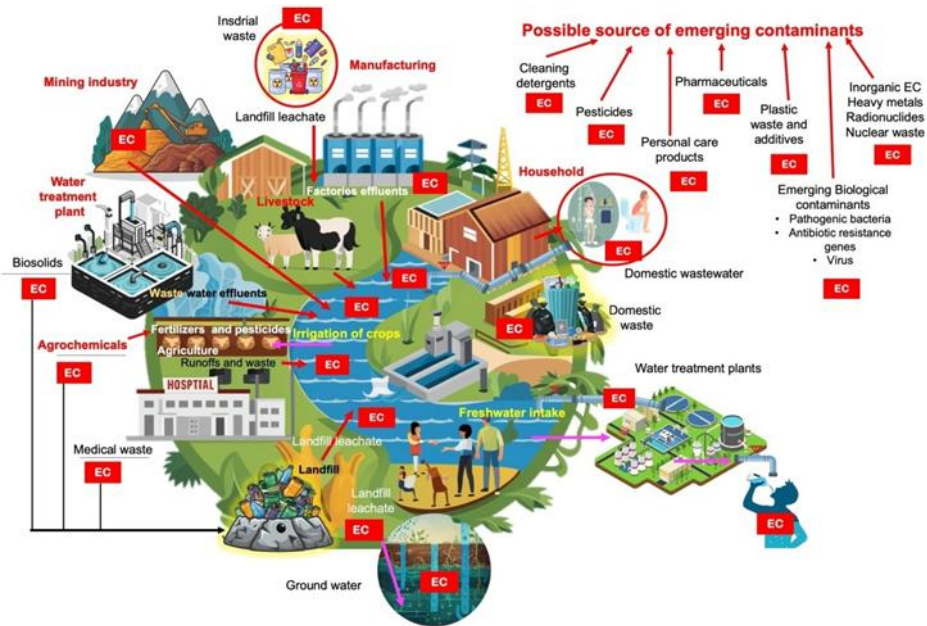 Insdrial
waste
EC
Possible source of emerging contaminants
Cleaning
detergents
EC
Pesticides
EC
Personal care
products
EC
Pharmaceuticals
EC
Plastic
waste and
additives
EC
Inorganic EC
Heavy metals
Radionuclides
Nuclear waste
EC
Emerging Biological
contaminants
• Pathogenic bacteria
• Antibiotic resistance
genes
• Virus
EC
Mining industry
EC
Manufacturing
Landfill leachate
Factories effluents
EC
Livestock
Household
EC
Domestic wastewater
Water
treatment
plant
Biosolids
EC
Waste water effluents
EC
EC
Domestic
waste
EC
Fertilizers and pesticides
Agriculture
Irrigation of crops
Agrochemicals
EC
Runoffs and waste
EC
HOSPTIAL
Medical waste
EC
EC
Landfill leachate
Landfill
Freshwater intake
Water treatment plants
EC
EC
Landfill
leachate
EC
Ground water
EC